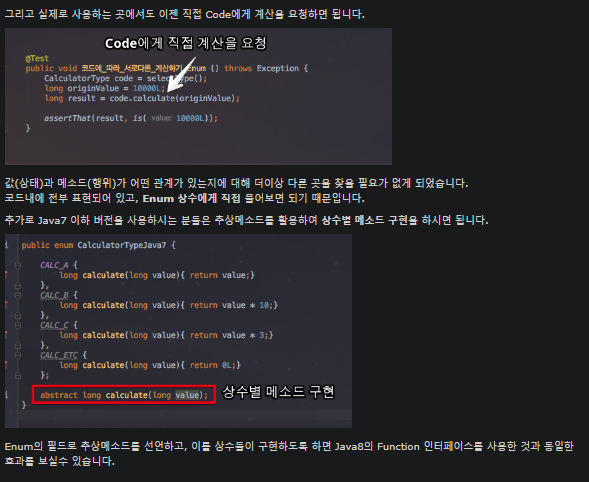 그리고 실제로 사용하는 곳에서도 이젠 직접 Code에게 계산을 요청하면 됩니다.
Code에게 직접 계산을 요청
@Test
public void 코드에_따라_서로다른_계산하기_enum () throws Exception {
CalculatorType code = selectType();
long originValue = 10000L;
long result = code.calculate(originValue);
assertThat(result, is( value: 10000L));
}
값(상태)과 메소드(행위)가 어떤 관계가 있는지에 대해 더이상 다른 곳을 찾을 필요가 없게 되었습니다.
코드내에 전부 표현되어 있고, Enum 상수에게 직접 물어보면 되기 때문입니다.
추가로 Java7 이하 버전을 사용하시는 분들은 추상메소드를 활용하여 상수별 메소드 구현을 하시면 됩니다.
public enum CalculatorTypeJava7 {
CALC_A {
long calculate(long value){ return value;}
},
CALC_B {
long calculate(long value){ return value * 10;}
},
CALC_C {
long calculate(long value){ return value * 3;}
},
CALC_ETC {
long calculate(long value){ return 0L;}
};
abstract long calculate(long value);
상수별 메소드 구현
}
Enum의 필드로 추상메소드를 선언하고, 이를 상수들이 구현하도록 하면 Java8의 Function 인터페이스를 사용한 것과 동일한
효과를 보실수 있습니다.